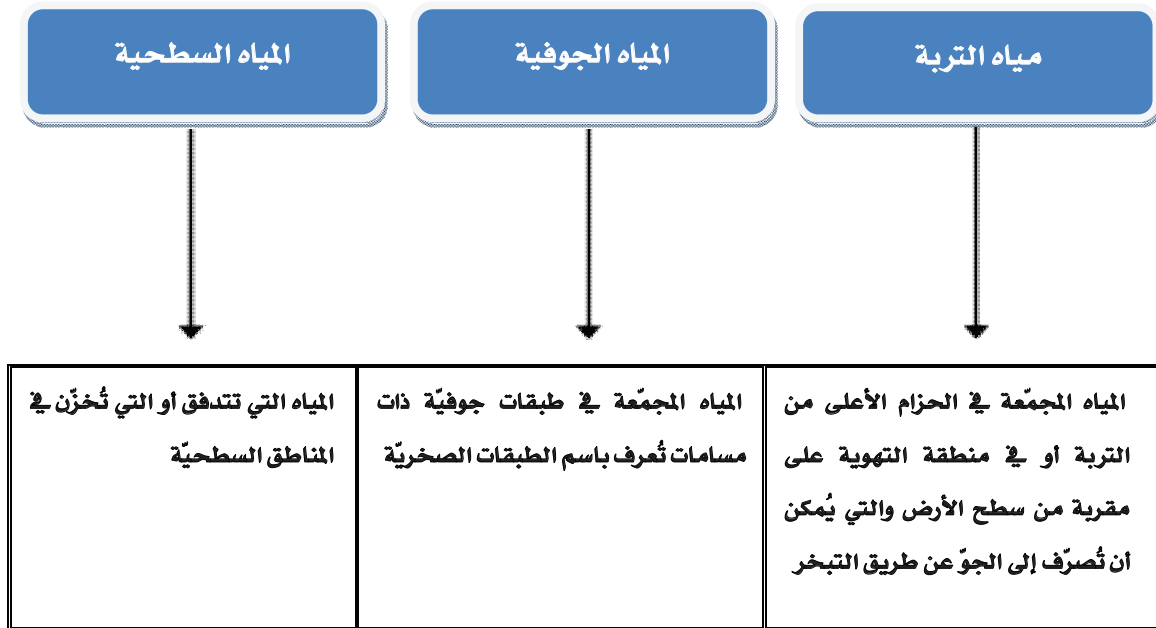 مياه التربة
المياه الجوفية
المياه السطحية
المياه المجمّعة في الحزام الأعلى من
التربة أو في منطقة التهوية على
مقربة من سطح الأرض والتي يُمكن
أن تُصرّف إلى الجوّ عن طريق التبخر
المياه المجمّعة في طبقات جوفيّة ذات
مسامات تُعرف باسم الطبقات الصخريّة
المياه التي تتدفق أو التي تُخزّن في
المناطق السطحيّة